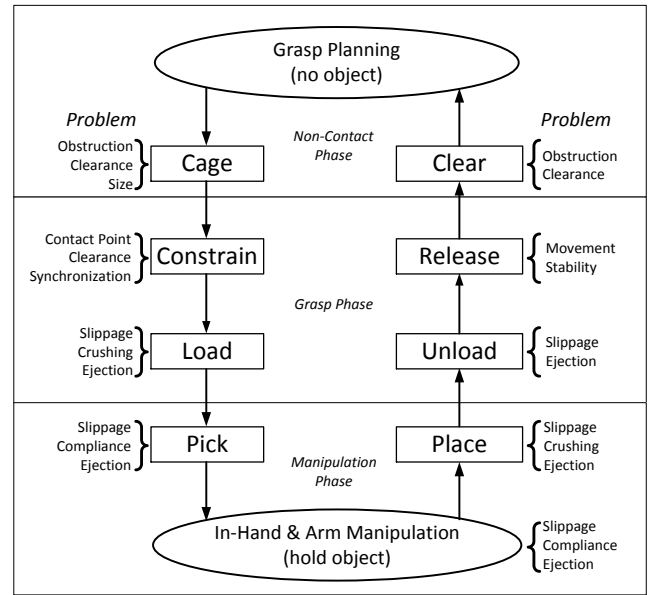 Grasp Planning
(no object)
Problem
Problem
Non-Contact
Phase
Obstruction
Clearance
Size
Cage
Clear
Obstruction
Clearance
Contact Point
Clearance
Synchronization
Constrain
Release
Movement
Stability
Grasp Phase
Slippage
Crushing
Ejection
Load
Unload
Slippage
Ejection
Slippage
Compliance
Ejection
Pick
Place
Slippage
Crushing
Ejection
Manipulation
Phase
In-Hand & Arm Manipulation
(hold object)
Slippage
Compliance
Ejection